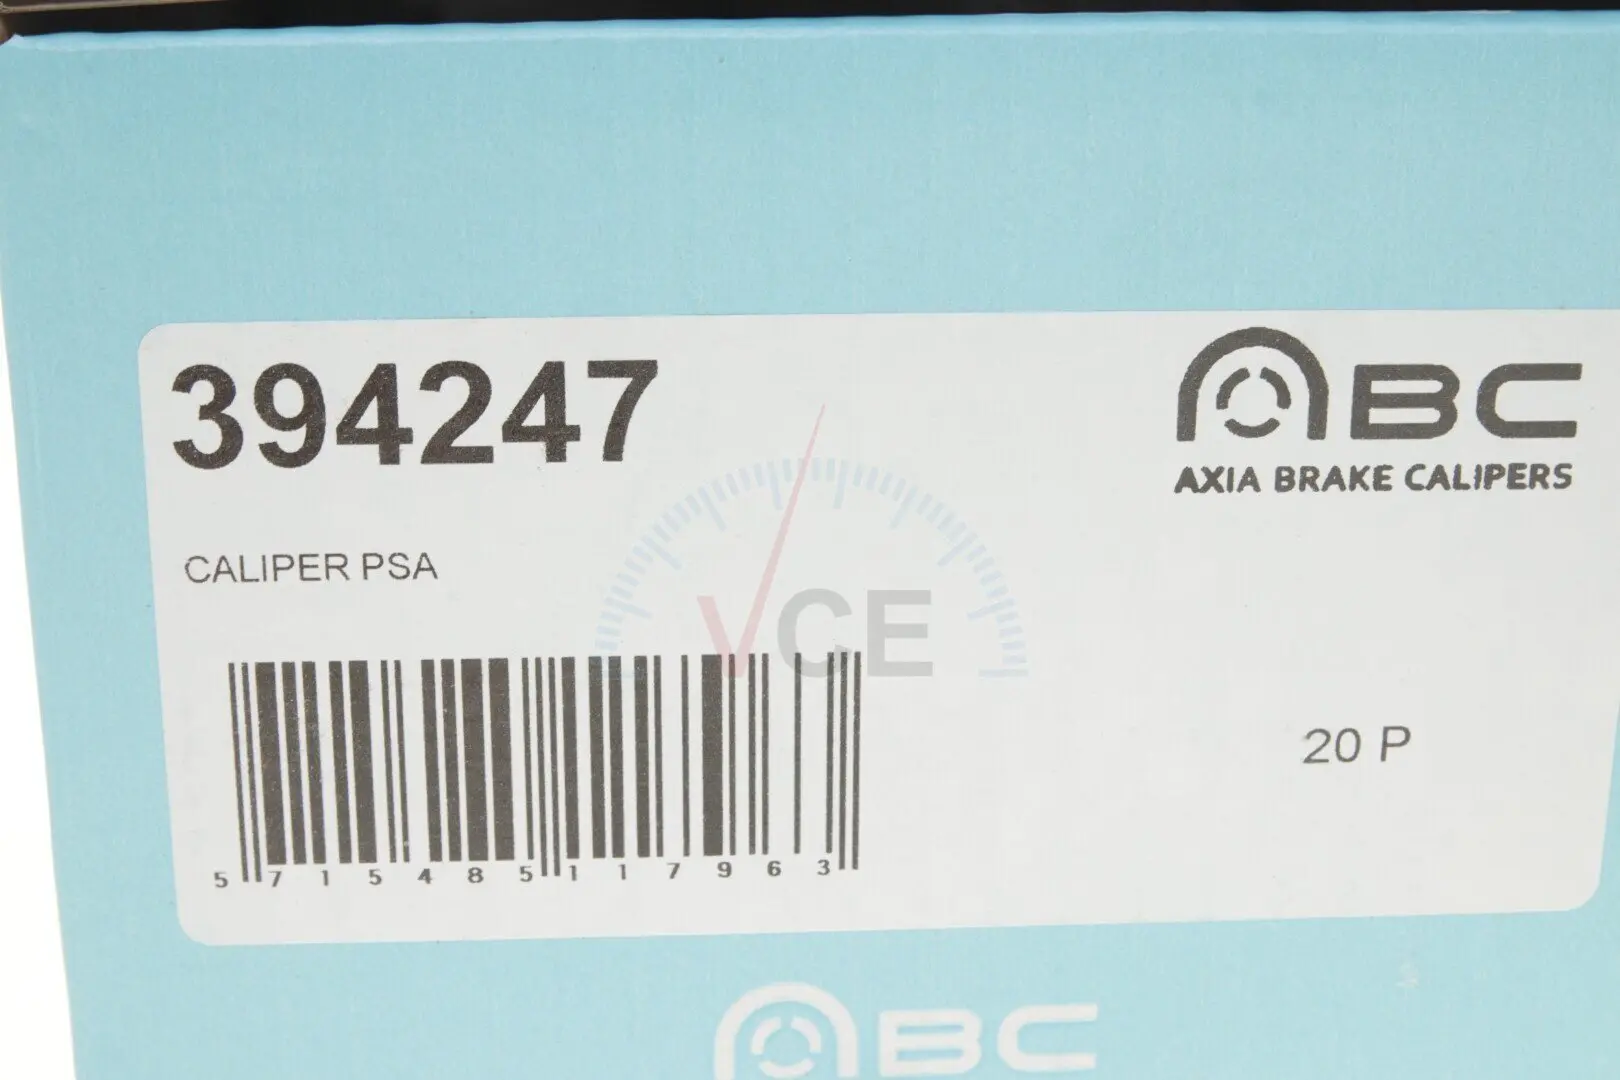 394247
ABC
AXIA BRAKE CALIPERS
CALIPER PSA
VCE
20 P
5 715485 117963
ABC